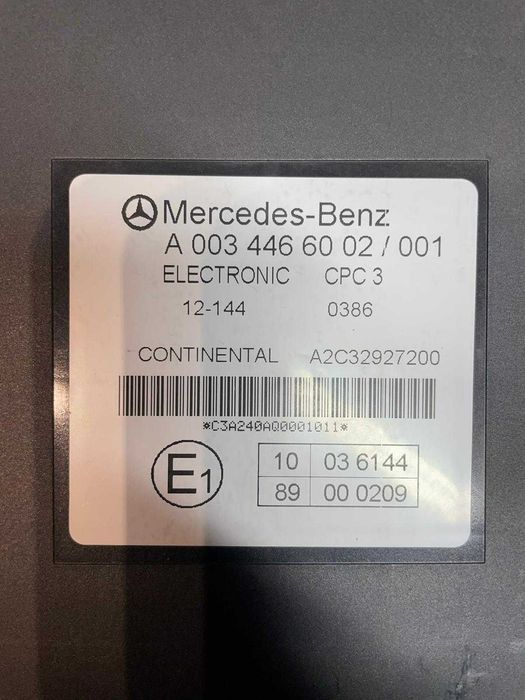 Mercedes-Benz
A 003 446 60 02 / 001
ELECTRONIC CPC 3
12-144 0386
CONTINENTAL A2C32927200
*C3A240AQ0001011*
E1
10 03 6144
89 00 0209